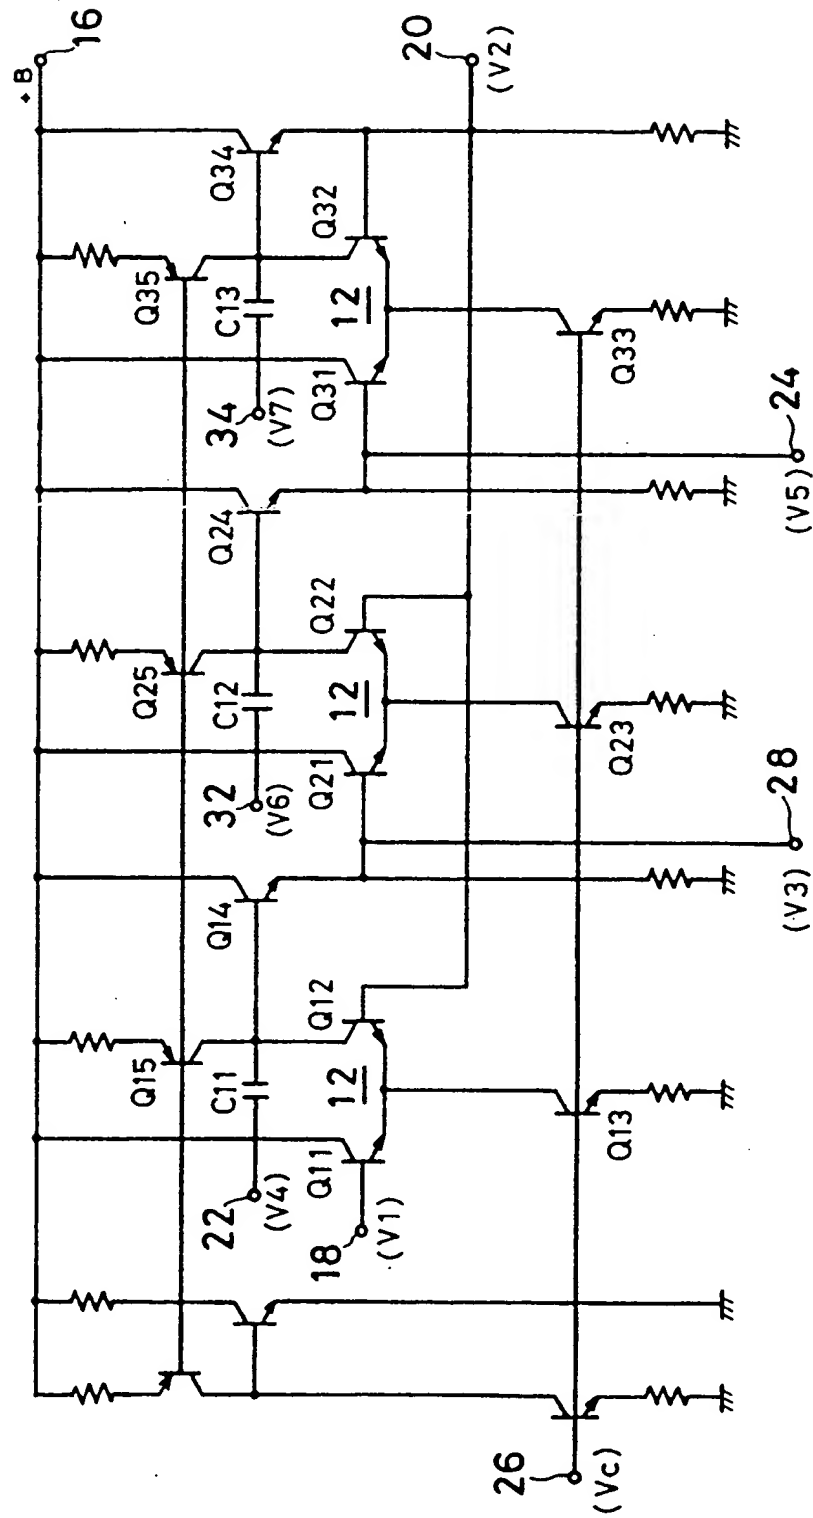 +B
16
20
(V2)
Q34
Q35
C13
Q32
12
34
(V7)
Q31
Q33
24
(V5)
Q24
Q25
C12
Q22
12
32
(V6)
Q21
Q23
28
(V3)
Q14
Q15
C11
Q12
12
22
(V4)
Q11
18
(V1)
Q13
26
(Vc)